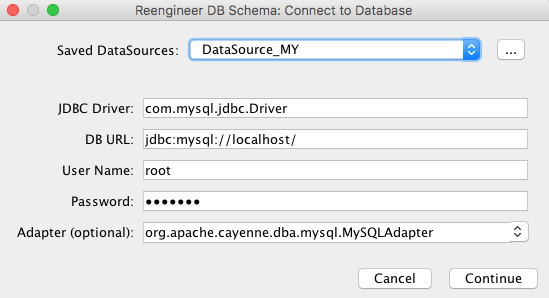 Reengineer DB Schema: Connect to Database
Saved DataSources: DataSource_MY ...
JDBC Driver: com.mysql.jdbc.Driver
DB URL: jdbc:mysql://localhost/
User Name: root
Password: •••••••
Adapter (optional): org.apache.cayenne.dba.mysql.MySQLAdapter
Cancel Continue